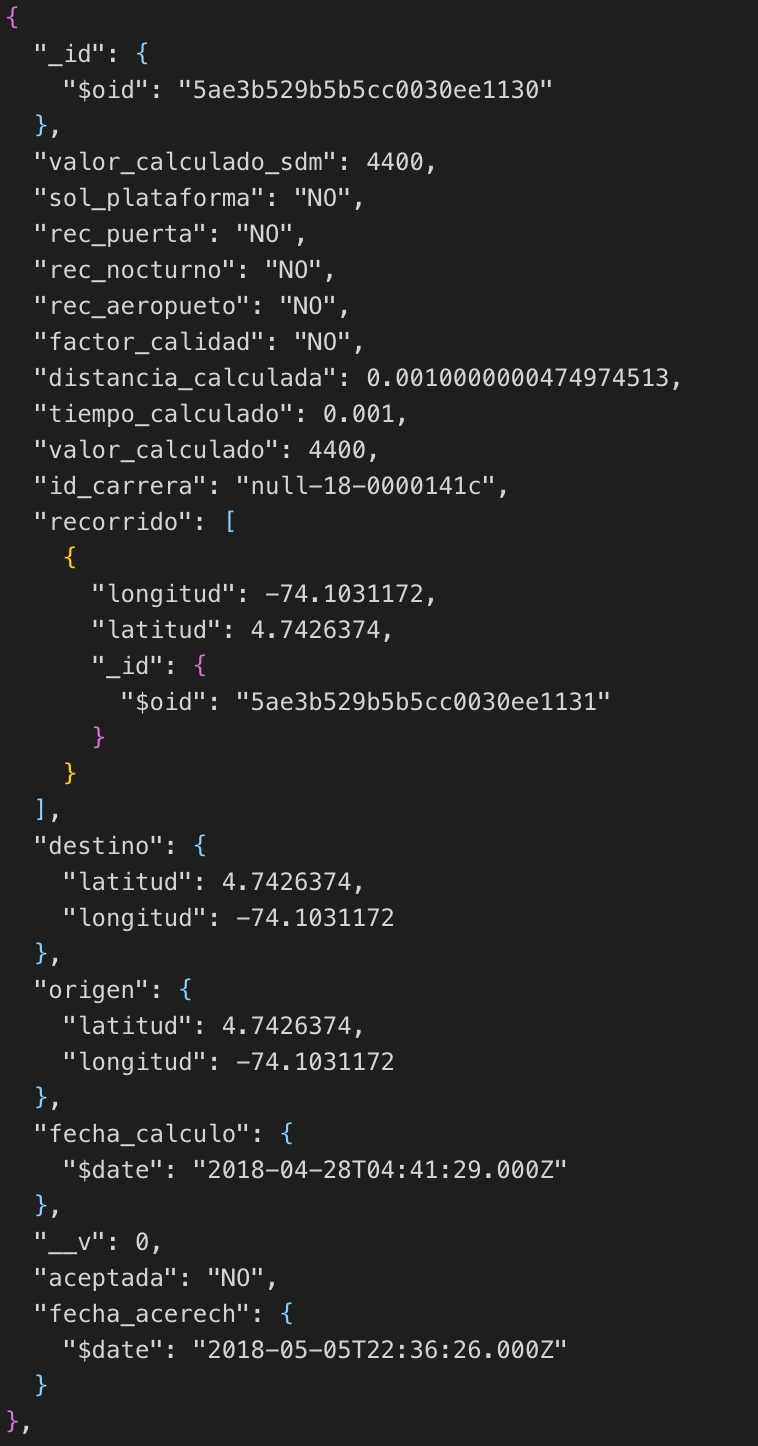 {
  "_id": {
    "$oid": "5ae3b529b5b5cc0030ee1130"
  },
  "valor_calculado_sdm": 4400,
  "sol_plataforma": "NO",
  "rec_puerta": "NO",
  "rec_nocturno": "NO",
  "rec_aeropueto": "NO",
  "factor_calidad": "NO",
  "distancia_calculada": 0.0010000000474974513,
  "tiempo_calculado": 0.001,
  "valor_calculado": 4400,
  "id_carrera": "null-18-0000141c",
  "recorrido": [
    {
      "longitud": -74.1031172,
      "latitud": 4.7426374,
      "_id": {
        "$oid": "5ae3b529b5b5cc0030ee1131"
      }
    }
  ],
  "destino": {
    "latitud": 4.7426374,
    "longitud": -74.1031172
  },
  "origen": {
    "latitud": 4.7426374,
    "longitud": -74.1031172
  },
  "fecha_calculo": {
    "$date": "2018-04-28T04:41:29.000Z"
  },
  "__v": 0,
  "aceptada": "NO",
  "fecha_acerech": {
    "$date": "2018-05-05T22:36:26.000Z"
  }
},